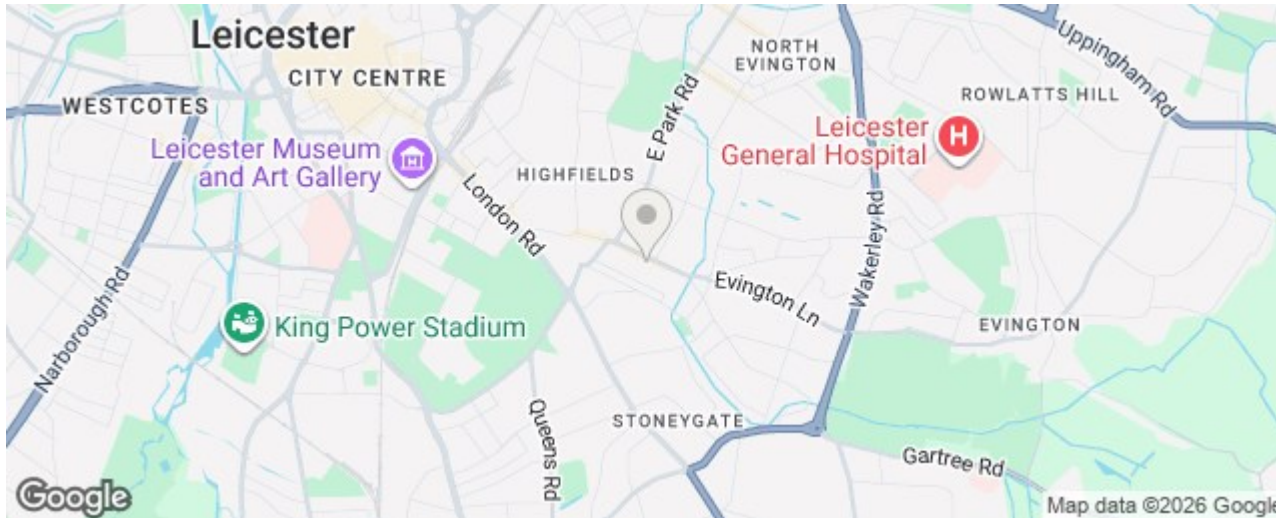 Leicester
CITY CENTRE
WESTCOTES
Leicester Museum
and Art Gallery
HIGHFIELDS
London Rd
E Park Rd
NORTH
EVINGTON
Uppingham Rd
ROWLATTS HILL
Leicester
General Hospital
H
Wakerley Rd
Evington Ln
EVINGTON
Narborough Rd
King Power Stadium
Queens Rd
STONEYGATE
Gartree Rd
Google
Map data ©2026 Google